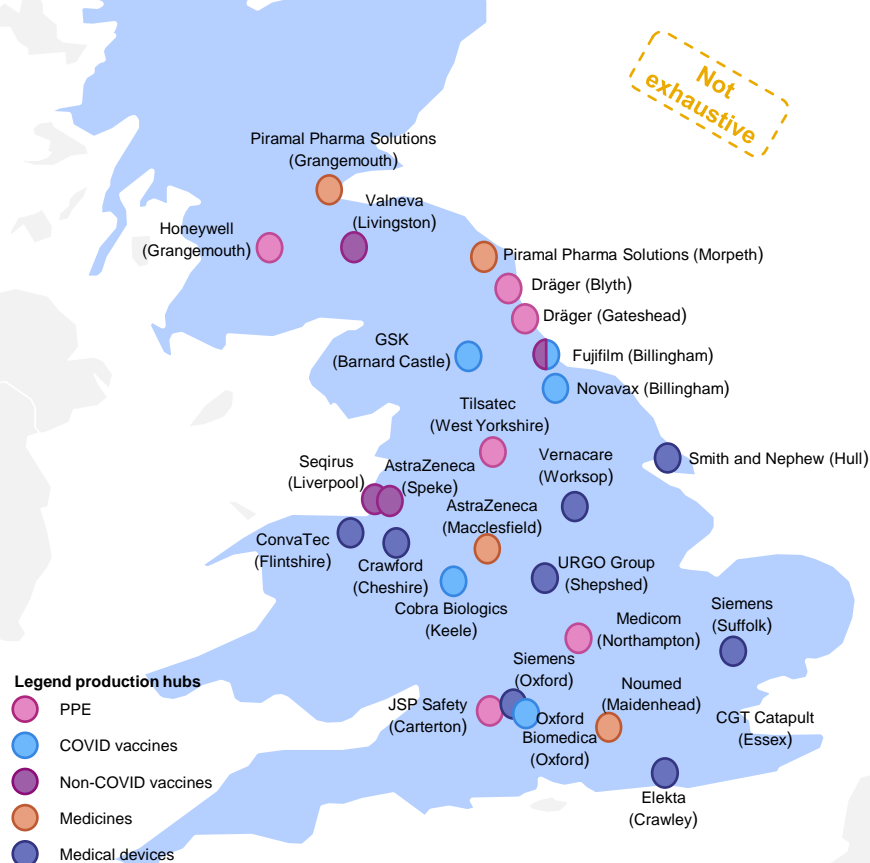 Not
exhaustive
Piramal Pharma Solutions
(Grangemouth)
Valneva
(Livingston)
Honeywell
(Grangemouth)
Piramal Pharma Solutions (Morpeth)
Dräger (Blyth)
Dräger (Gateshead)
GSK
(Barnard Castle)
Fujifilm (Billingham)
Novavax (Billingham)
Tilsatec
(West Yorkshire)
Vernacare
(Worksop)
Smith and Nephew (Hull)
Seqirus
(Liverpool)
AstraZeneca
(Speke)
AstraZeneca
(Macclesfield)
ConvaTec
(Flintshire)
Crawford
(Cheshire)
URGO Group
(Shepshed)
Cobra Biologics
(Keele)
Medicom
(Northampton)
Siemens
(Suffolk)
Siemens
(Oxford)
Noumed
(Maidenhead)
JSP Safety
(Carterton)
Oxford
Biomedica
(Oxford)
CGT Catapult
(Essex)
Elekta
(Crawley)
Legend production hubs
PPE
COVID vaccines
Non-COVID vaccines
Medicines
Medical devices